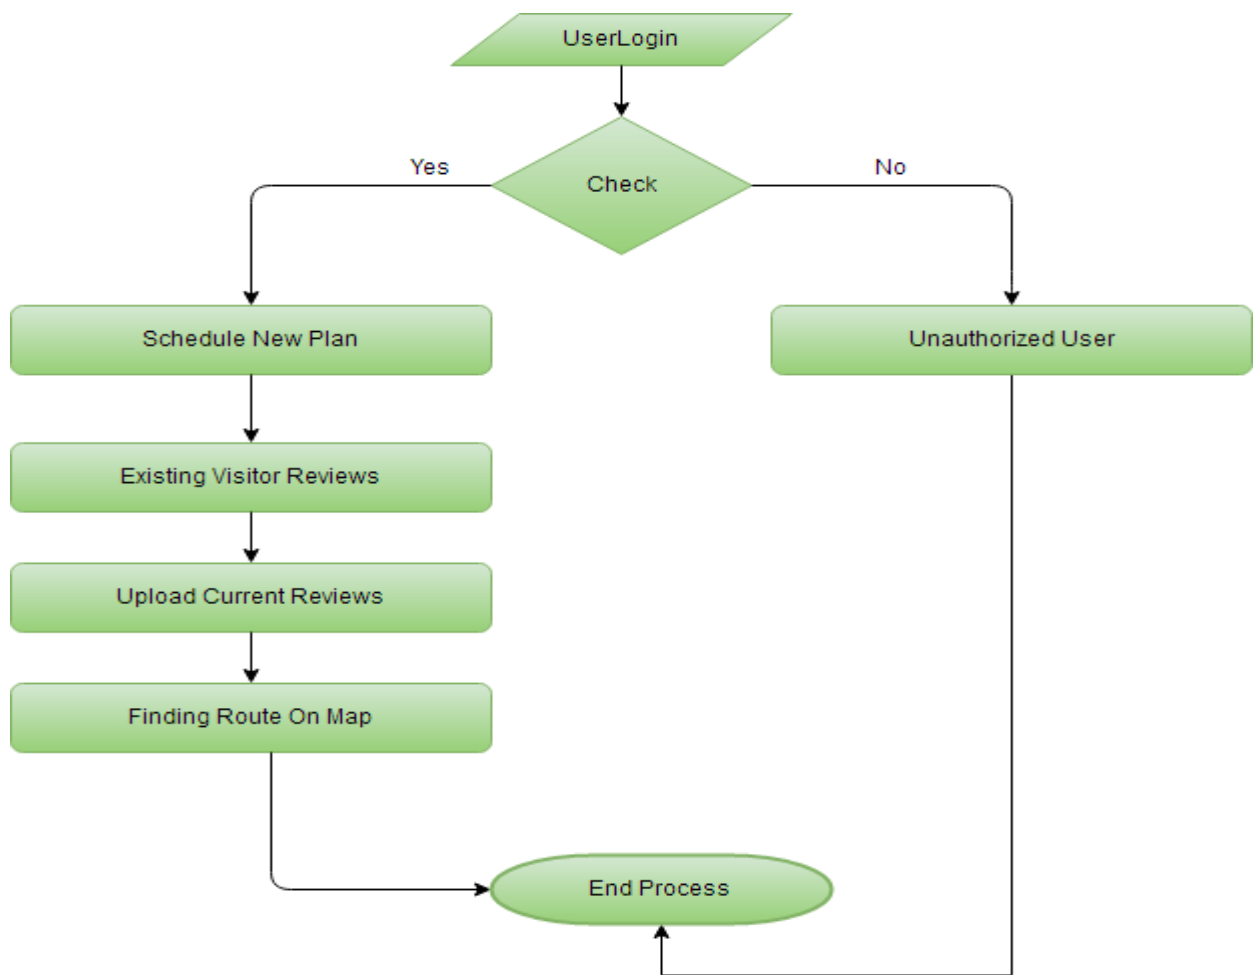 UserLogin
Check
Yes
No
Schedule New Plan
Unauthorized User
Existing Visitor Reviews
Upload Current Reviews
Finding Route On Map
End Process